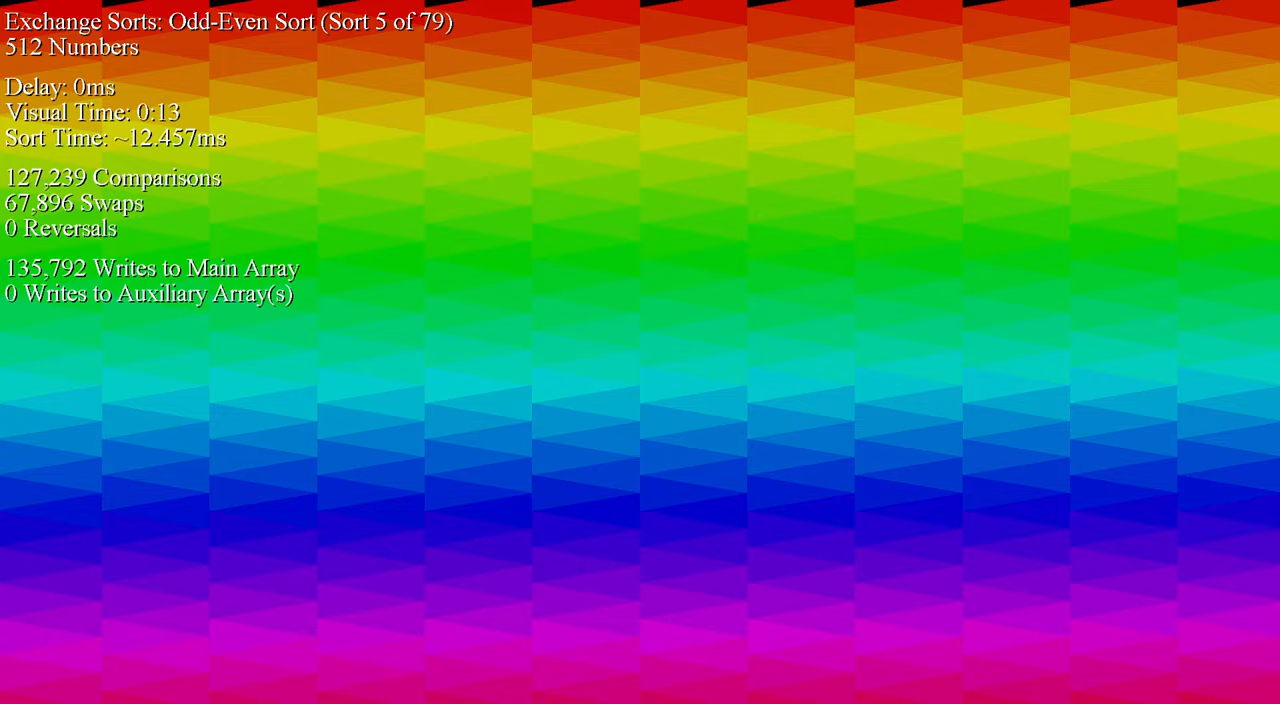 Exchange Sorts: Odd-Even Sort (Sort 5 of 79)
512 Numbers
Delay: 0ms
Visual Time: 0:13
Sort Time: ~12.457ms
127,239 Comparisons
67,896 Swaps
0 Reversals
135,792 Writes to Main Array
0 Writes to Auxiliary Array(s)